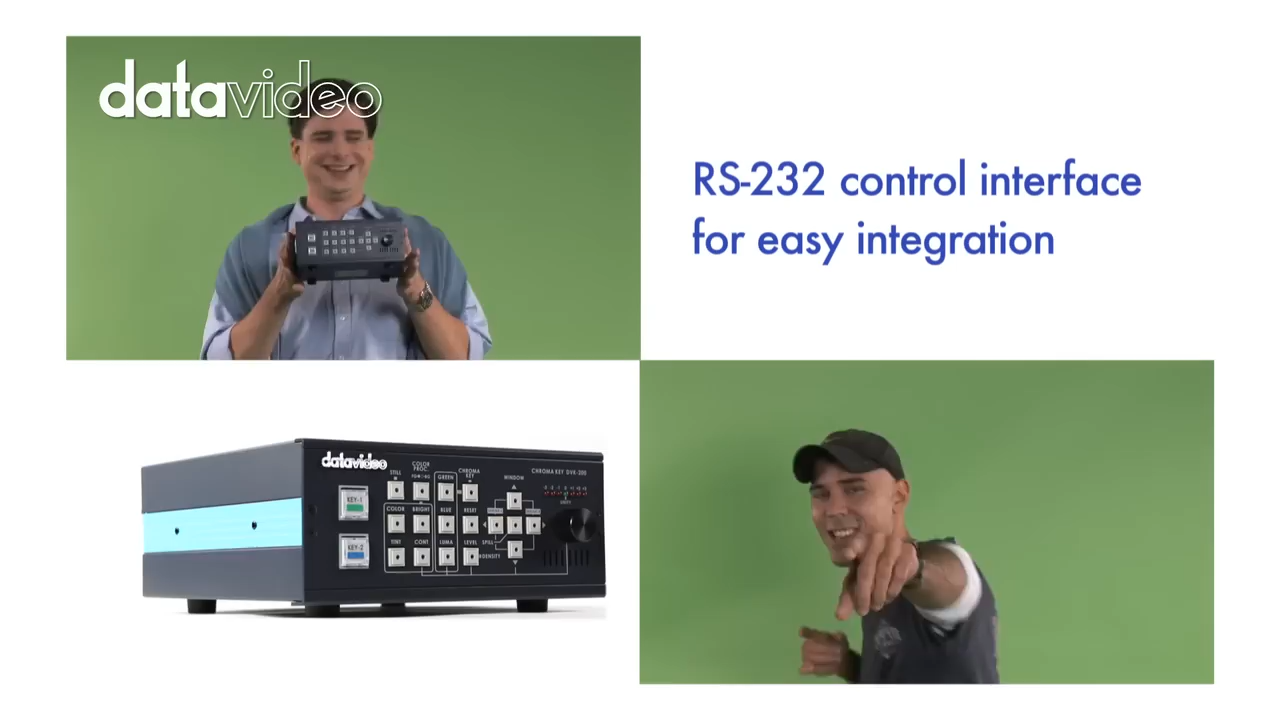 datavideo
RS-232 control interface
for easy integration
datavideo
STILL
COLOR
PROC.
GREEN
CHROMA
KEY
WINDOW
CHROMA KEY DVK-200
KEY-1
COLOR
BRIGHT
BLUE
RESET
KEY-2
TINT
CONT
LUMA
LEVEL
SPILL
DENSITY